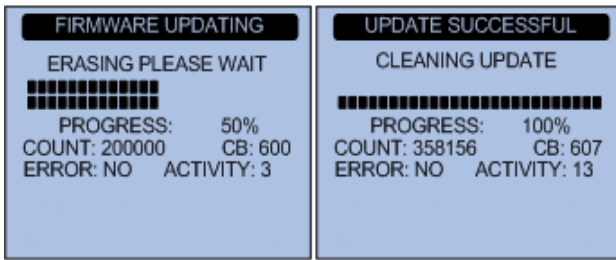 FIRMWARE UPDATING
ERASING PLEASE WAIT
PROGRESS: 50%
COUNT: 200000 CB: 600
ERROR: NO ACTIVITY: 3
UPDATE SUCCESSFUL
CLEANING UPDATE
PROGRESS: 100%
COUNT: 358156 CB: 607
ERROR: NO ACTIVITY: 13